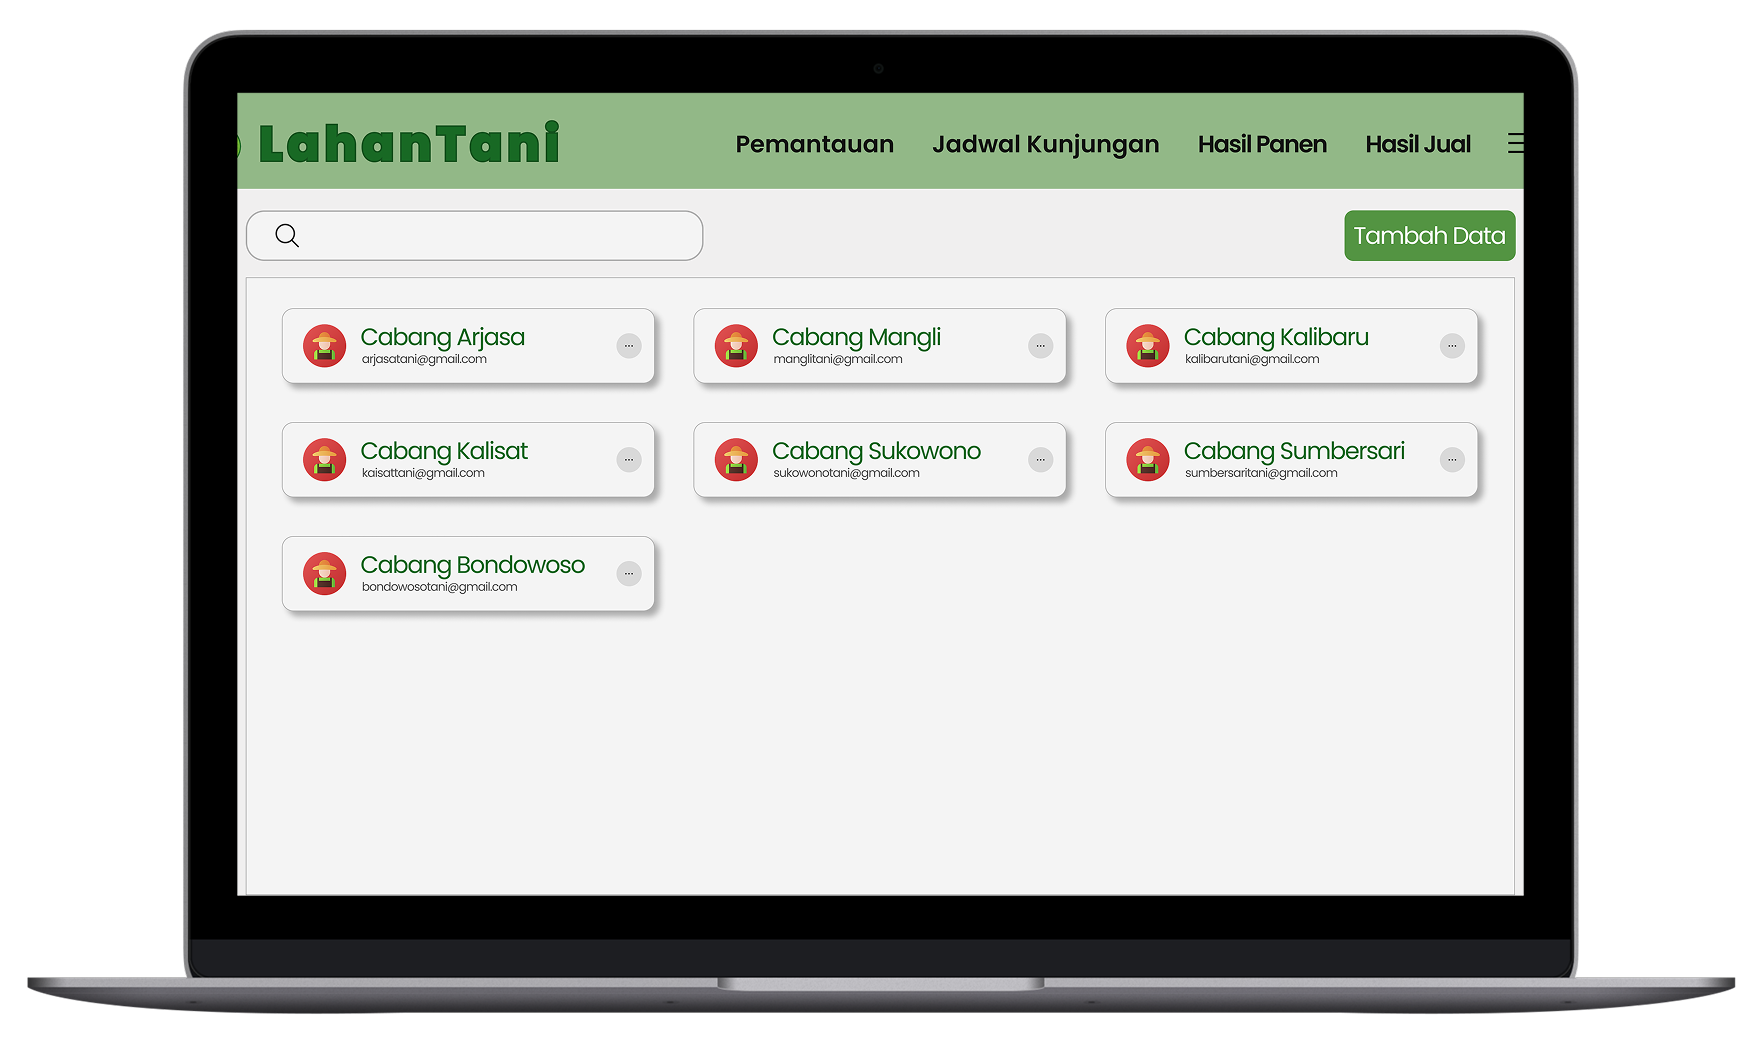 LahanTani
Pemantauan
Jadwal Kunjungan
Hasil Panen
Hasil Jual
Tambah Data
Cabang Arjasa
arjasatani@gmail.com
Cabang Mangli
manglitani@gmail.com
Cabang Kalibaru
kalibarutani@gmail.com
Cabang Kalisat
kaisattani@gmail.com
Cabang Sukowono
sukowonotani@gmail.com
Cabang Sumbersari
sumbersaritani@gmail.com
Cabang Bondowoso
bondowosotani@gmail.com